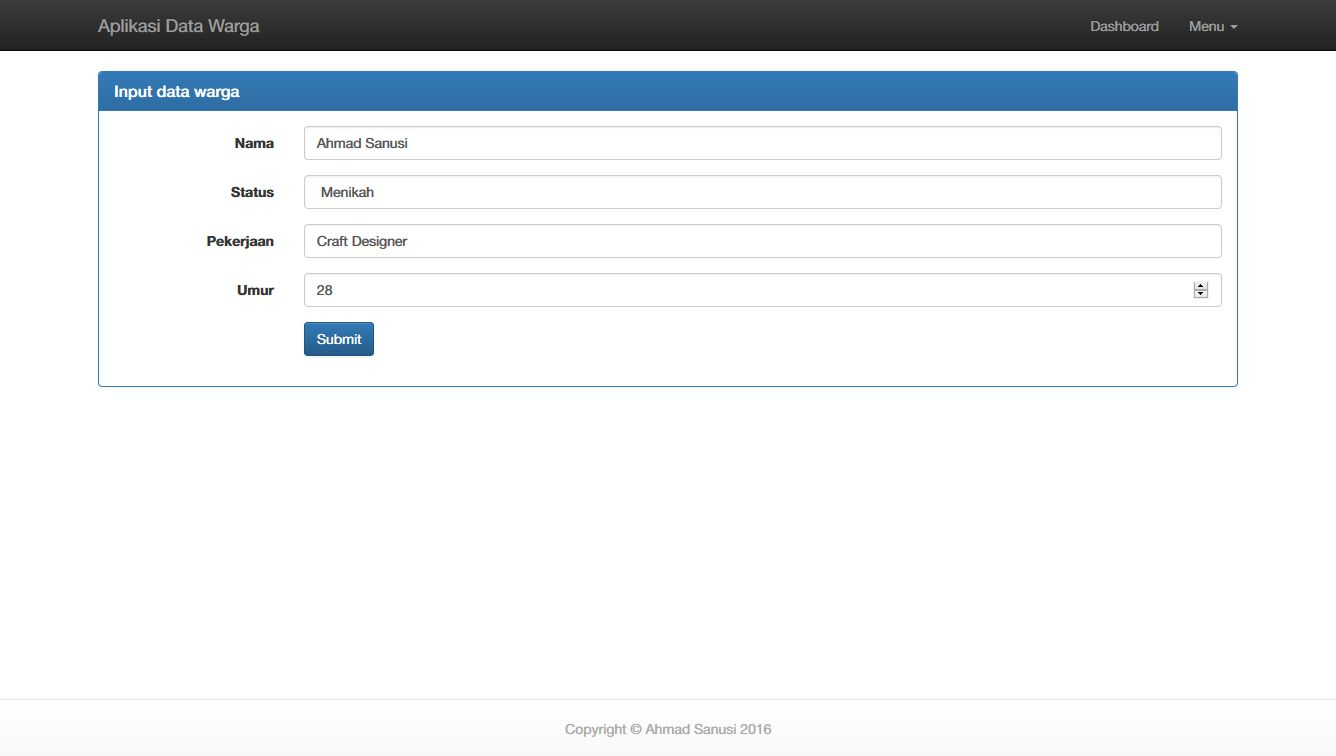 Aplikasi Data Warga Dashboard Menu
Input data warga
Nama Ahmad Sanusi
Status Menikah
Pekerjaan Craft Designer
Umur 28
Submit
Copyright © Ahmad Sanusi 2016